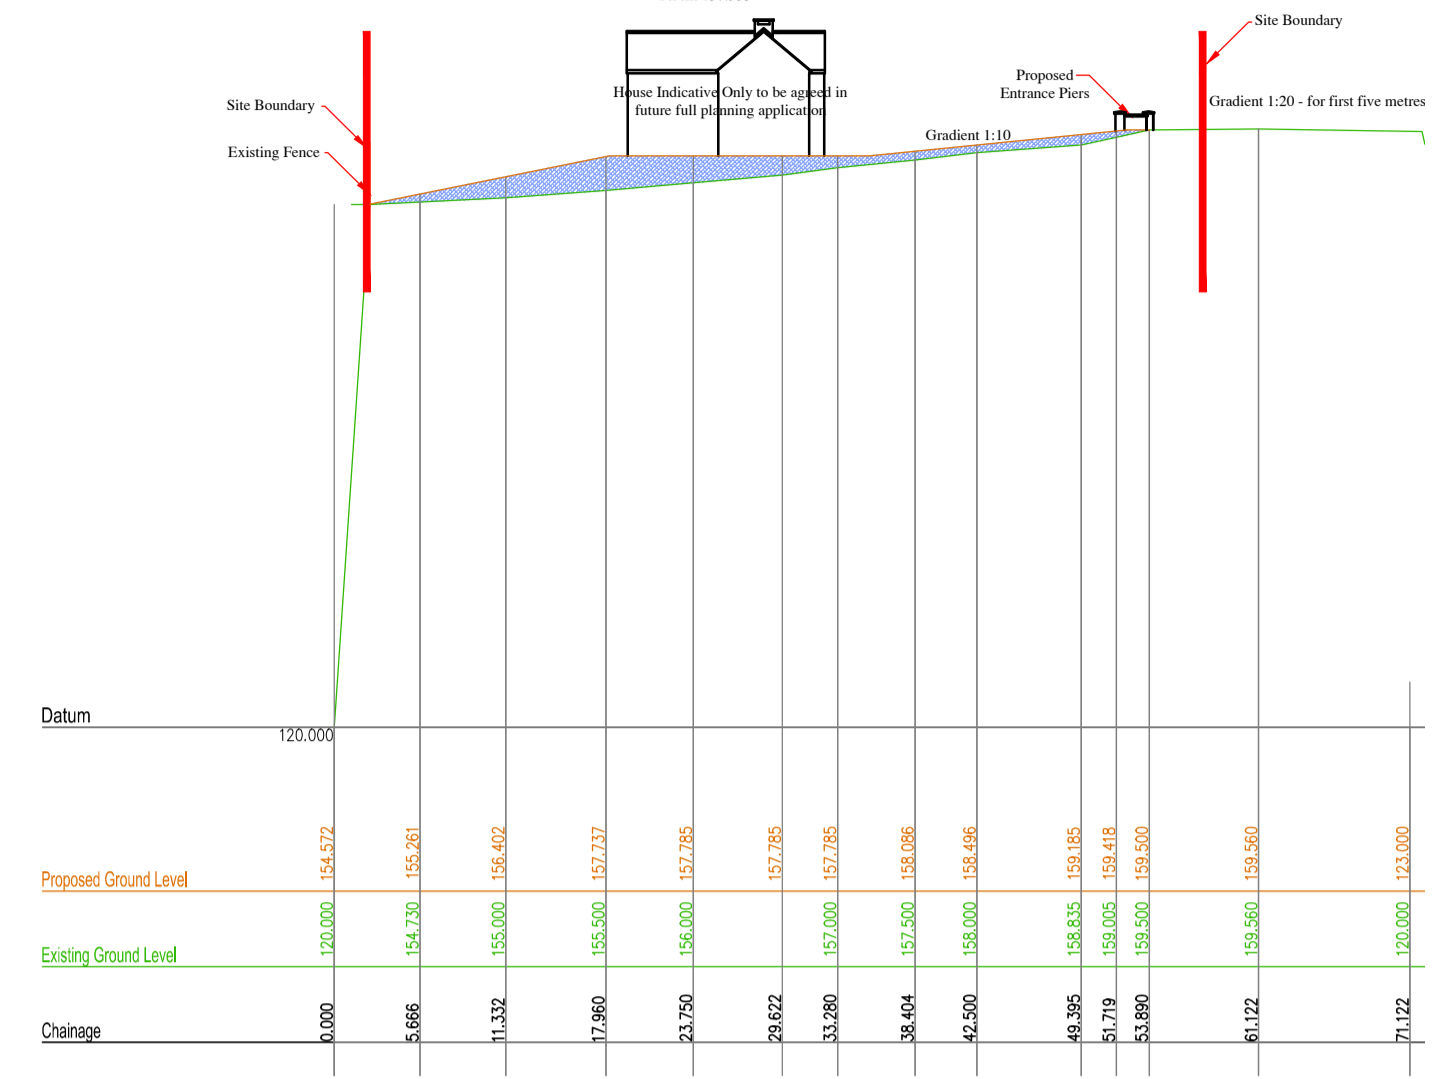 Site Boundary
Proposed
Entrance Piers
Site Boundary
House Indicative Only to be agreed in
future full planning application
Gradient 1:20 - for first five metres
Existing Fence
Gradient 1:10
Datum
120.000
Proposed Ground Level
154.572 155.261 156.402 157.737 157.785 157.785 157.785 158.086 158.496 159.185 159.418 159.500 159.560 123.000
Existing Ground Level
120.000 154.730 155.000 155.500 156.000 157.000 157.500 158.000 158.835 159.005 159.500 159.560 120.000
Chainage
0.000 5.666 11.332 17.960 23.750 29.622 33.280 38.404 42.500 49.395 51.719 53.890 61.122 71.122